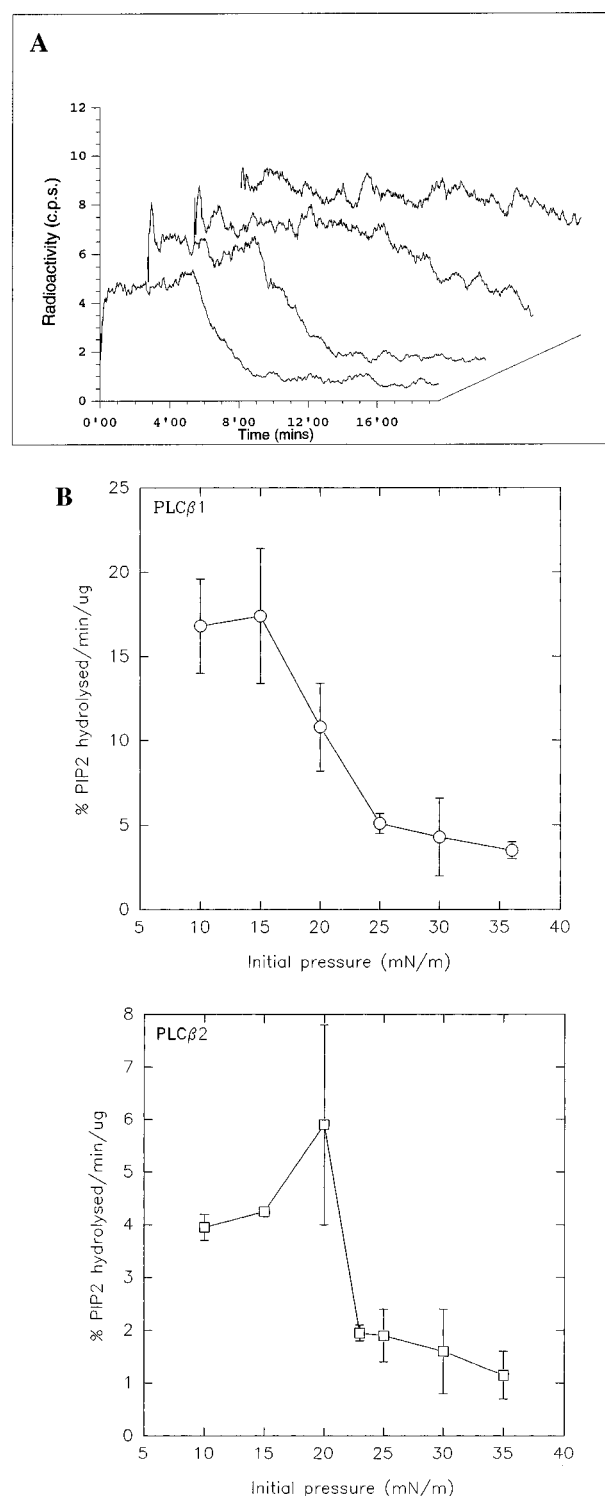 A
12
10
8
6
4
2
0
Radioactivity (c.p.s.)
0'00 4'00 8'00 12'00 16'00
Time (mins)
B
PLCβ1
25
20
15
10
5
0
% PIP2 hydrolysed/min/ug
5 10 15 20 25 30 35 40
Initial pressure (mN/m)
PLCβ2
8
7
6
5
4
3
2
1
0
% PIP2 hydrolysed/min/ug
5 10 15 20 25 30 35 40
Initial pressure (mN/m)